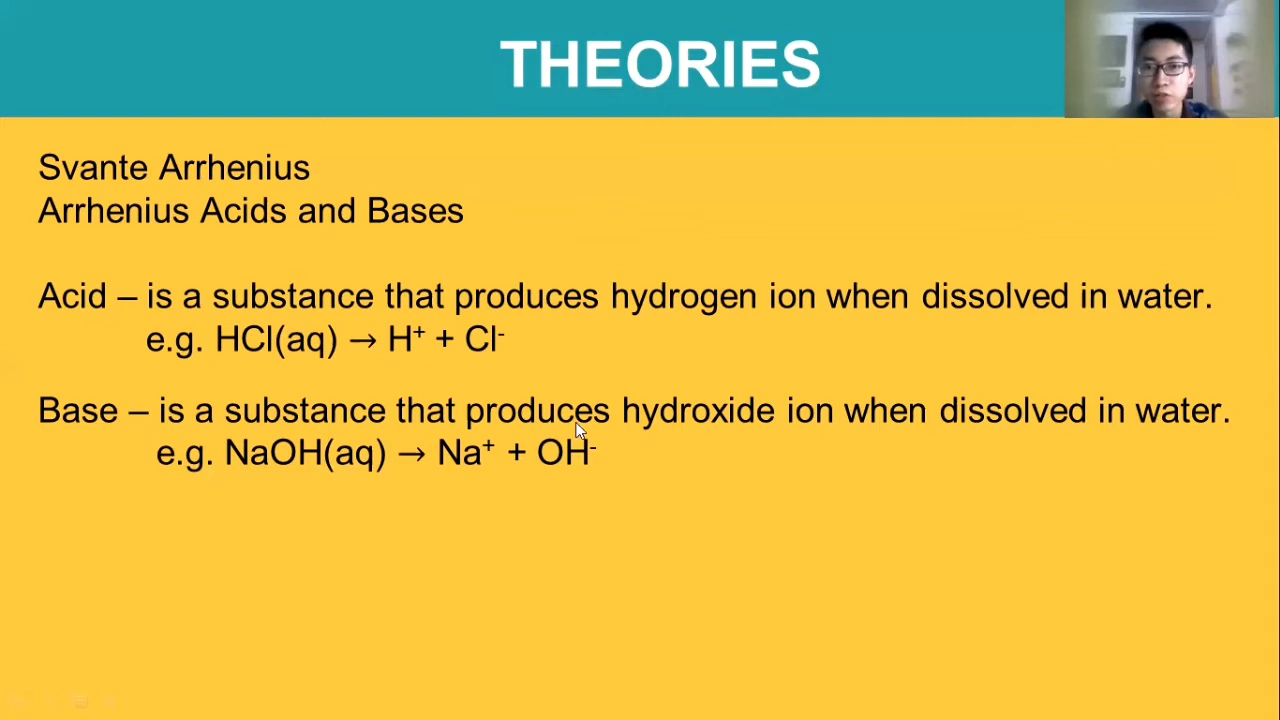 THEORIES
Svante Arrhenius
Arrhenius Acids and Bases
Acid – is a substance that produces hydrogen ion when dissolved in water.
e.g. HCl(aq) → H⁺ + Cl⁻
Base – is a substance that produces hydroxide ion when dissolved in water.
e.g. NaOH(aq) → Na⁺ + OH⁻